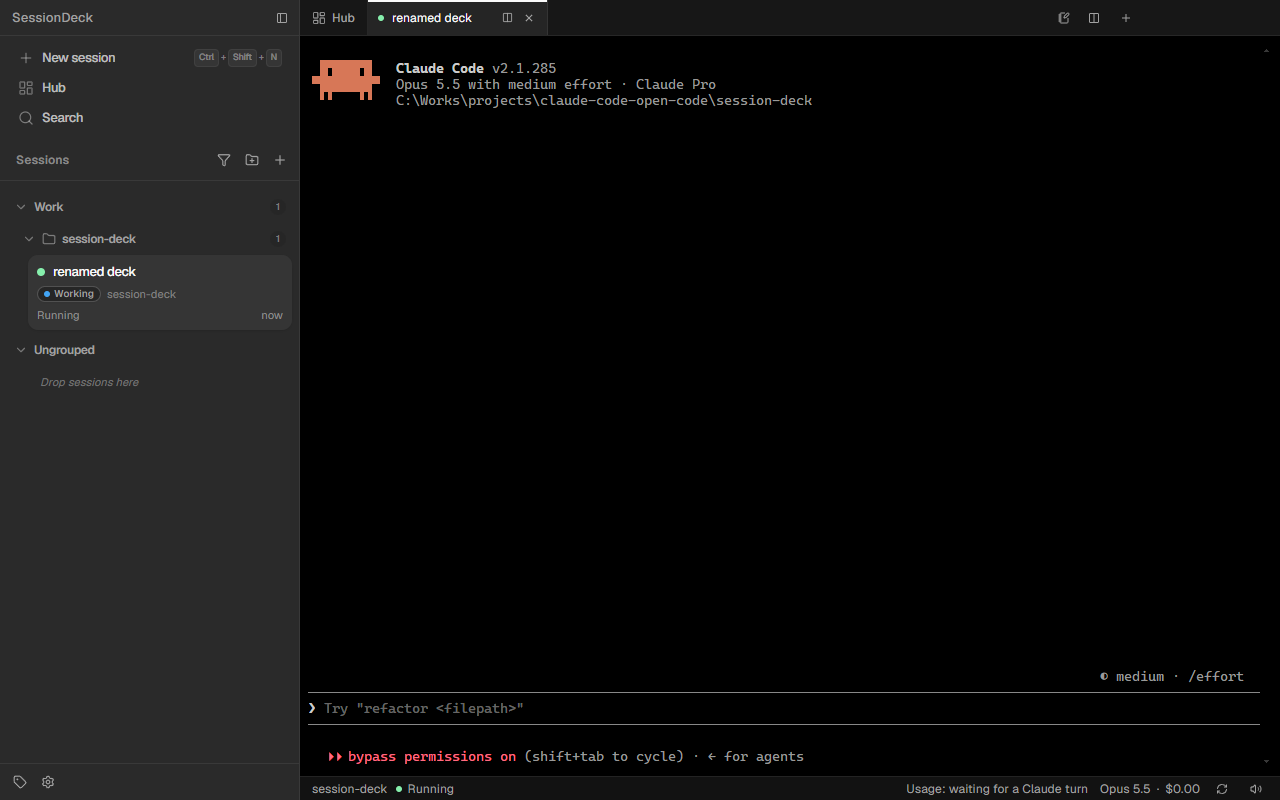 SessionDeck
New session Ctrl + Shift + N
Hub
Search
Sessions
Work 1
session-deck 1
renamed deck
Working session-deck
Running now
Ungrouped
Drop sessions here
Hub renamed deck
Claude Code v2.1.285
Opus 5.5 with medium effort · Claude Pro
C:\Works\projects\claude-code-open-code\session-deck
◐ medium · /effort
❯ Try "refactor <filepath>"
⏵⏵ bypass permissions on (shift+tab to cycle) · ← for agents
session-deck Running Usage: waiting for a Claude turn Opus 5.5 · $0.00